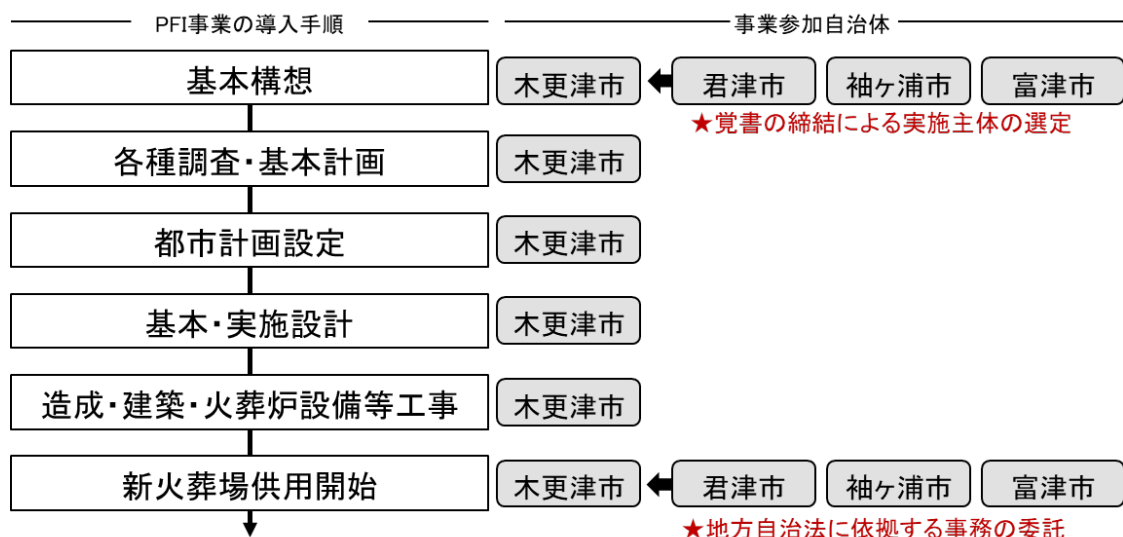 PFI事業の導入手順 事業参加自治体
基本構想 木更津市 君津市 袖ヶ浦市 富津市
★覚書の締結による実施主体の選定
各種調査・基本計画 木更津市
都市計画設定 木更津市
基本・実施設計 木更津市
造成・建築・火葬炉設備等工事 木更津市
新火葬場供用開始 木更津市 君津市 袖ヶ浦市 富津市
★地方自治法に依拠する事務の委託